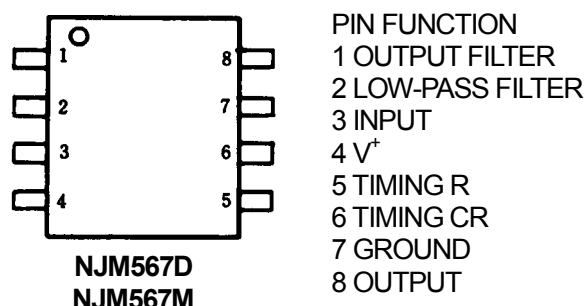 1 8
2 7
3 6
4 5
NJM567D
NJM567M
PIN FUNCTION
1 OUTPUT FILTER
2 LOW-PASS FILTER
3 INPUT
4 V⁺
5 TIMING R
6 TIMING CR
7 GROUND
8 OUTPUT